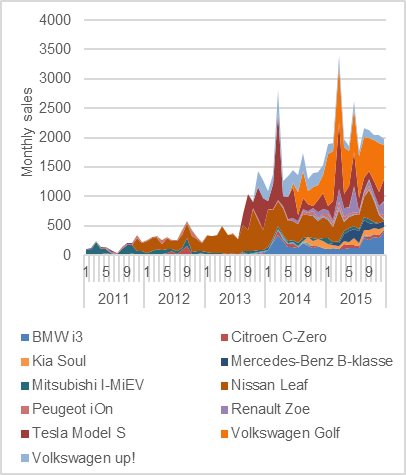 Monthly sales
4000
3500
3000
2500
2000
1500
1000
500
0
1 5 9 1 5 9 1 5 9 1 5 9 1 5 9
2011 2012 2013 2014 2015
BMW i3 Citroen C-Zero
Kia Soul Mercedes-Benz B-klasse
Mitsubishi I-MiEV Nissan Leaf
Peugeot iOn Renault Zoe
Tesla Model S Volkswagen Golf
Volkswagen up!